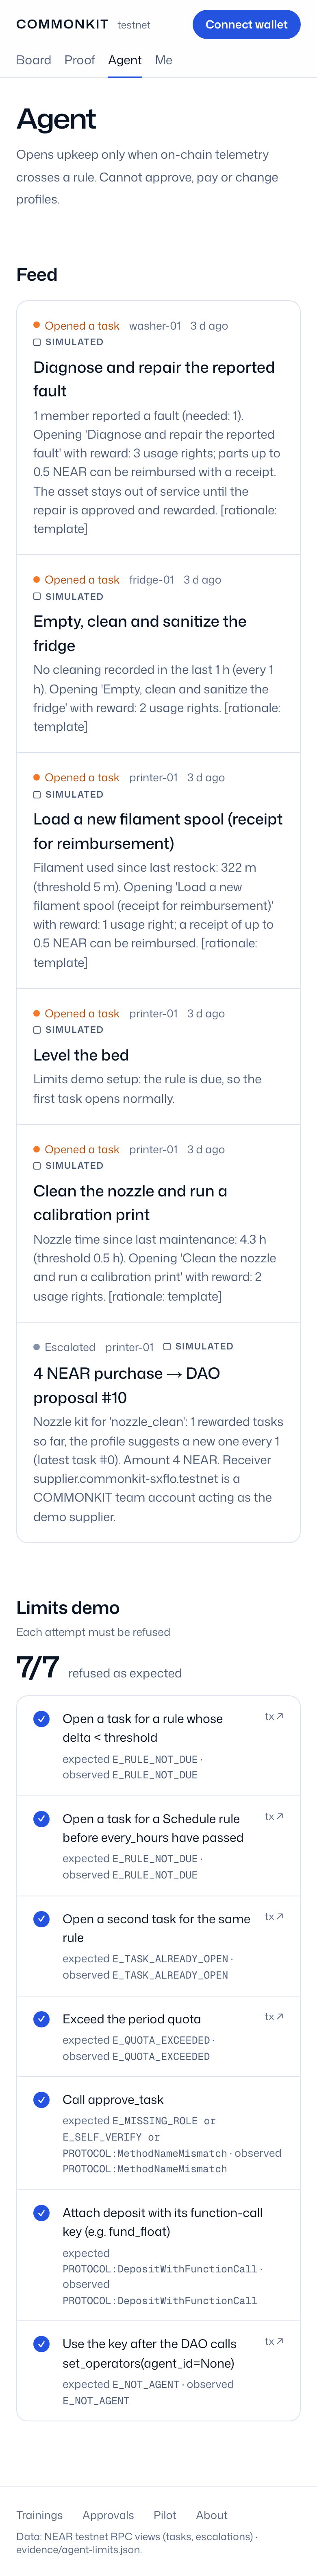 COMMONKIT testnet
Connect wallet
Board Proof Agent Me
Agent
Opens upkeep only when on-chain telemetry
crosses a rule. Cannot approve, pay or change
profiles.
Feed
Opened a task washer-01 3 d ago
SIMULATED
Diagnose and repair the reported
fault
1 member reported a fault (needed: 1).
Opening 'Diagnose and repair the reported
fault' with reward: 3 usage rights; parts up to
0.5 NEAR can be reimbursed with a receipt.
The asset stays out of service until the
repair is approved and rewarded. [rationale:
template]
Opened a task fridge-01 3 d ago
SIMULATED
Empty, clean and sanitize the
fridge
No cleaning recorded in the last 1 h (every 1
h). Opening 'Empty, clean and sanitize the
fridge' with reward: 2 usage rights. [rationale:
template]
Opened a task printer-01 3 d ago
SIMULATED
Load a new filament spool (receipt
for reimbursement)
Filament used since last restock: 322 m
(threshold 5 m). Opening 'Load a new
filament spool (receipt for reimbursement)'
with reward: 1 usage right; a receipt of up to
0.5 NEAR can be reimbursed. [rationale:
template]
Opened a task printer-01 3 d ago
SIMULATED
Level the bed
Limits demo setup: the rule is due, so the
first task opens normally.
Opened a task printer-01 3 d ago
SIMULATED
Clean the nozzle and run a
calibration print
Nozzle time since last maintenance: 4.3 h
(threshold 0.5 h). Opening 'Clean the nozzle
and run a calibration print' with reward: 2
usage rights. [rationale: template]
Escalated printer-01 SIMULATED
4 NEAR purchase → DAO
proposal #10
Nozzle kit for 'nozzle_clean': 1 rewarded tasks
so far, the profile suggests a new one every 1
(latest task #0). Amount 4 NEAR. Receiver
supplier.commonkit-sxflo.testnet is a
COMMONKIT team account acting as the
demo supplier.
Limits demo
Each attempt must be refused
7/7 refused as expected
Open a task for a rule whose tx ↗
delta < threshold
expected E_RULE_NOT_DUE ·
observed E_RULE_NOT_DUE
Open a task for a Schedule rule tx ↗
before every_hours have passed
expected E_RULE_NOT_DUE ·
observed E_RULE_NOT_DUE
Open a second task for the same tx ↗
rule
expected E_TASK_ALREADY_OPEN ·
observed E_TASK_ALREADY_OPEN
Exceed the period quota tx ↗
expected E_QUOTA_EXCEEDED ·
observed E_QUOTA_EXCEEDED
Call approve_task
expected E_MISSING_ROLE or
E_SELF_VERIFY or
PROTOCOL:MethodNameMismatch · observed
PROTOCOL:MethodNameMismatch
Attach deposit with its function-call
key (e.g. fund_float)
expected
PROTOCOL:DepositWithFunctionCall ·
observed
PROTOCOL:DepositWithFunctionCall
Use the key after the DAO calls tx ↗
set_operators(agent_id=None)
expected E_NOT_AGENT · observed
E_NOT_AGENT
Trainings Approvals Pilot About
Data: NEAR testnet RPC views (tasks, escalations) ·
evidence/agent-limits.json.